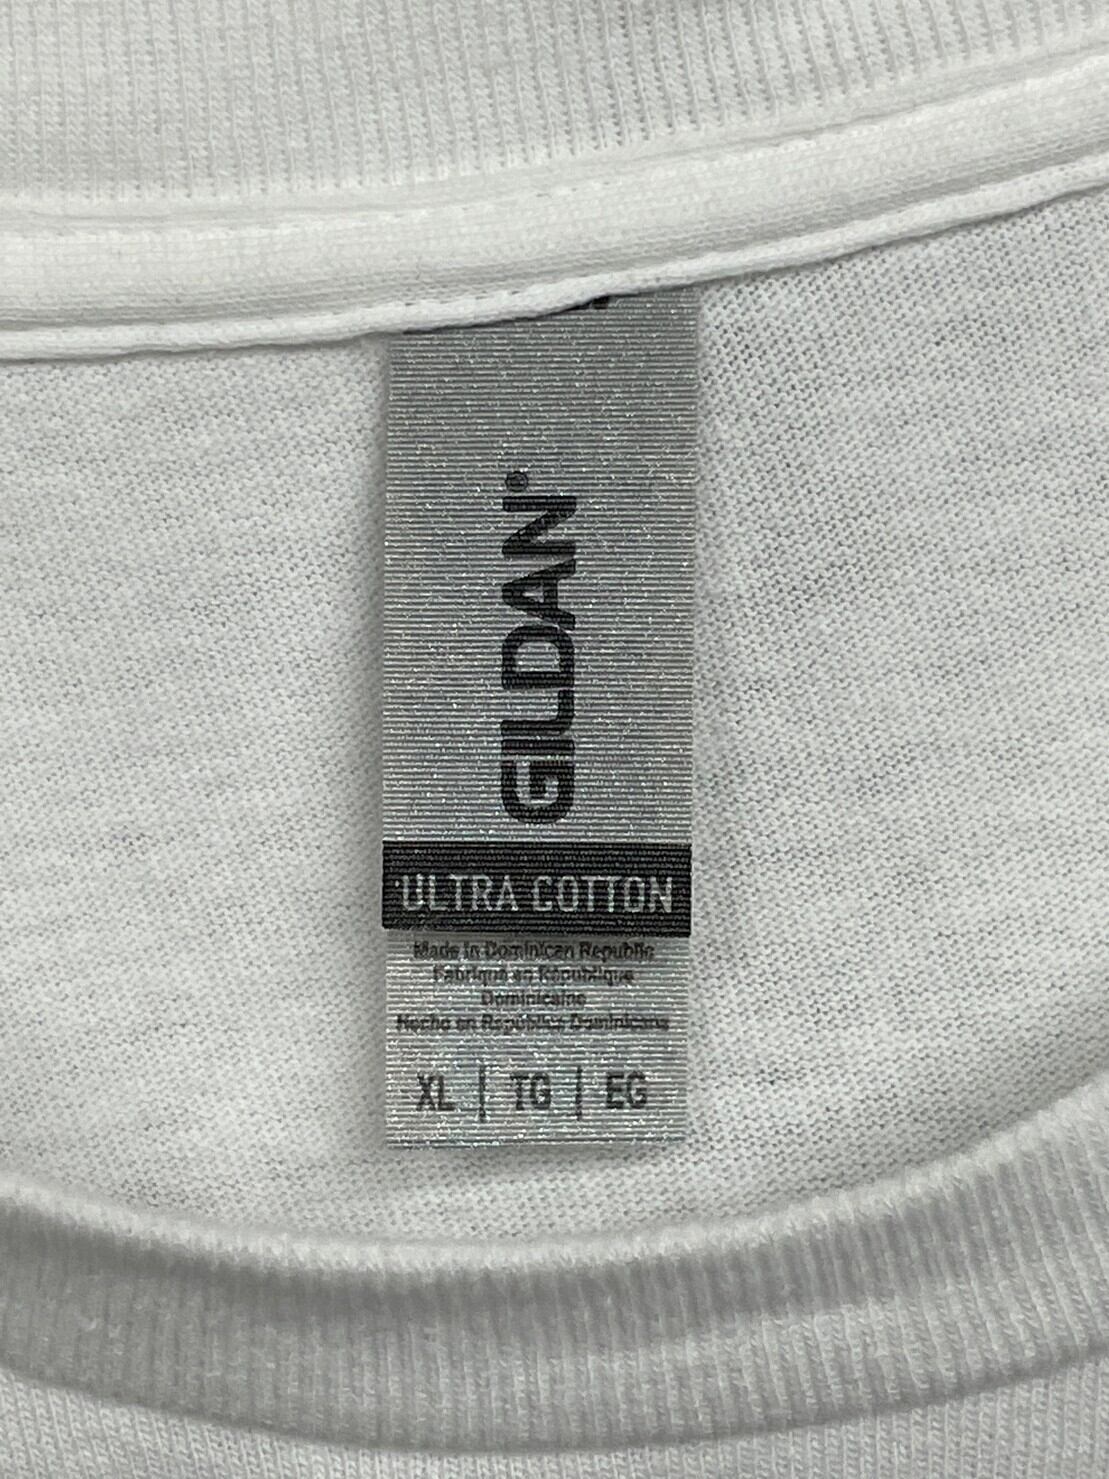 GILDAN®
ULTRA COTTON
Made in Dominican Republic
Fabriqué en République
Dominicaine
Hecho en República Dominicana
XL | TG | EG